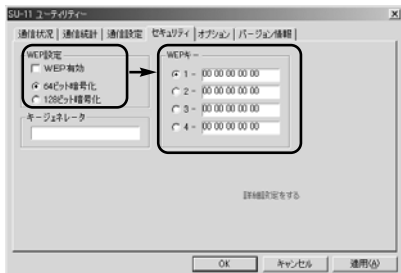 SU-11 ユーティリティー
通信状況 通信統計 通信設定 セキュリティ オプション バージョン情報
WEP設定
WEP有効
64ビット暗号化
128ビット暗号化
キージェネレータ
WEPキー
1 - 00 00 00 00 00
2 - 00 00 00 00 00
3 - 00 00 00 00 00
4 - 00 00 00 00 00
詳細設定をする
OK キャンセル 適用(A)